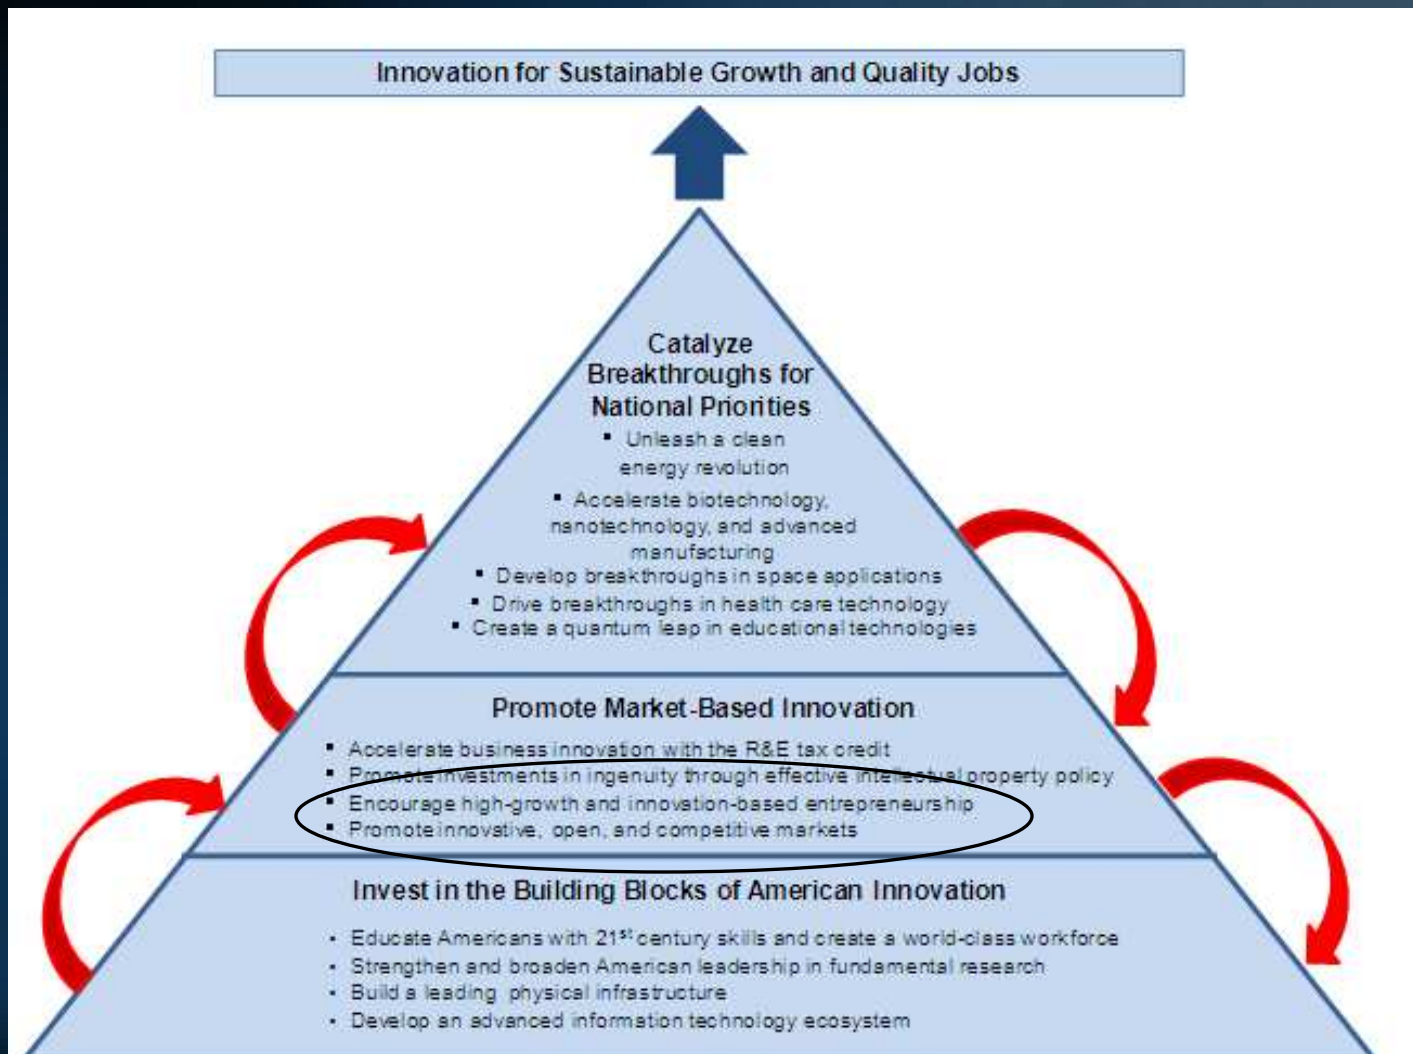 Innovation for Sustainable Growth and Quality Jobs
Catalyze
Breakthroughs for
National Priorities
▪ Unleash a clean
energy revolution
▪ Accelerate biotechnology,
nanotechnology, and advanced
manufacturing
▪ Develop breakthroughs in space applications
▪ Drive breakthroughs in health care technology
▪ Create a quantum leap in educational technologies
Promote Market-Based Innovation
▪ Accelerate business innovation with the R&E tax credit
▪ Promote investments in ingenuity through effective intellectual property policy
▪ Encourage high-growth and innovation-based entrepreneurship
▪ Promote innovative, open, and competitive markets
Invest in the Building Blocks of American Innovation
▪ Educate Americans with 21st century skills and create a world-class workforce
▪ Strengthen and broaden American leadership in fundamental research
▪ Build a leading physical infrastructure
▪ Develop an advanced information technology ecosystem